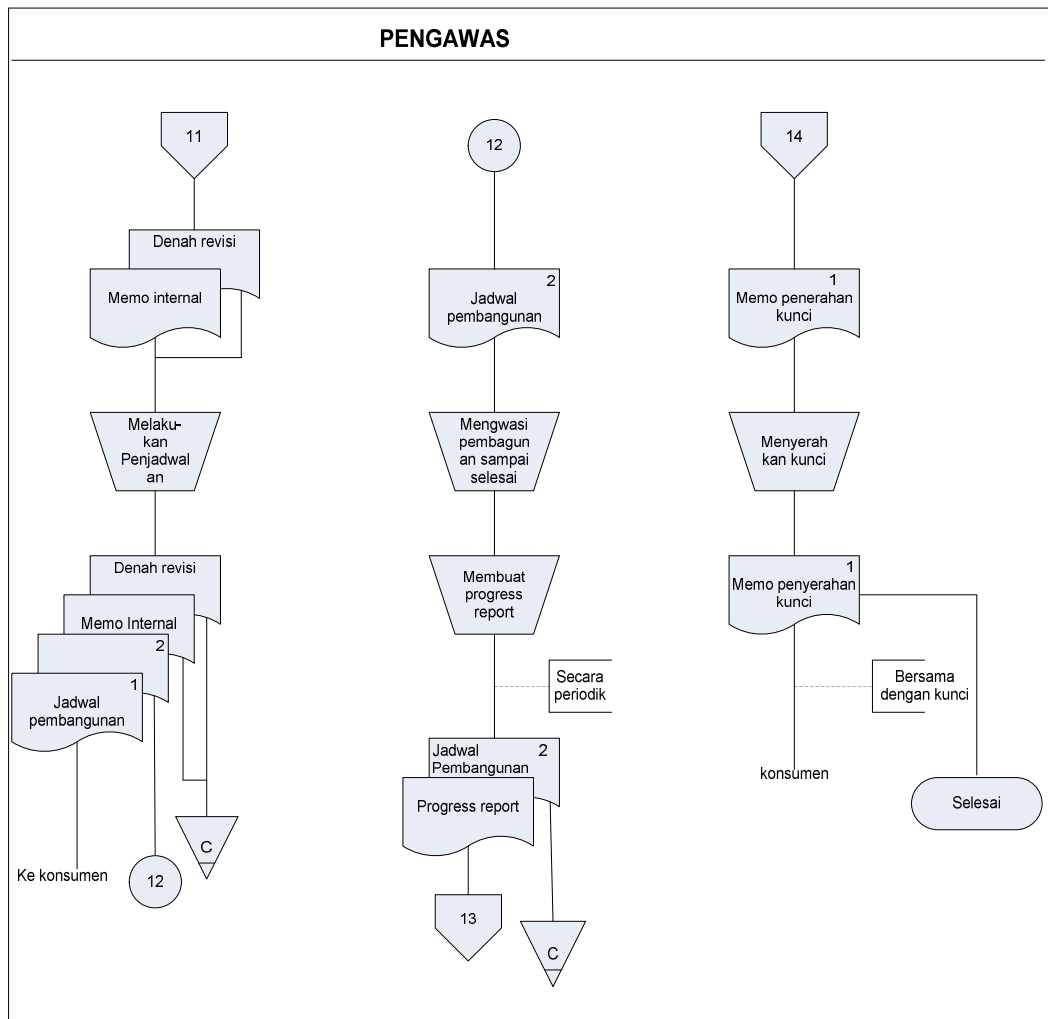 PENGAWAS
11
Denah revisi
Memo internal
Melaku-
kan
Penjadwal
an
Denah revisi
Memo Internal
2
1
Jadwal
pembangunan
C
Ke konsumen
12
12
2
Jadwal
pembangunan
Mengwasi
pembagun
an sampai
selesai
Membuat
progress
report
Secara
periodik
Jadwal
Pembangunan
2
Progress report
13
C
14
1
Memo penerahan
kunci
Menyerah
kan kunci
1
Memo penyerahan
kunci
Bersama
dengan kunci
konsumen
Selesai